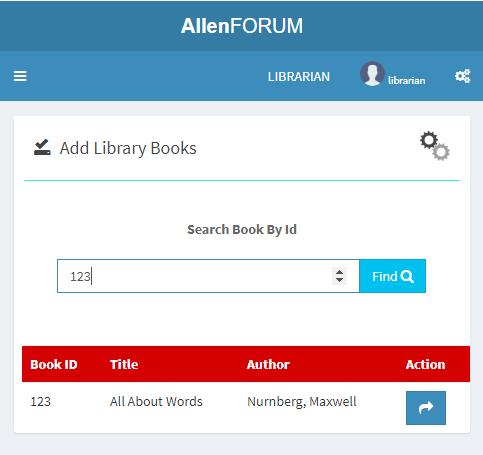 AllenFORUM
LIBRARIAN librarian
Add Library Books
Search Book By Id
123 Find
Book ID Title Author Action
123 All About Words Nurnberg, Maxwell